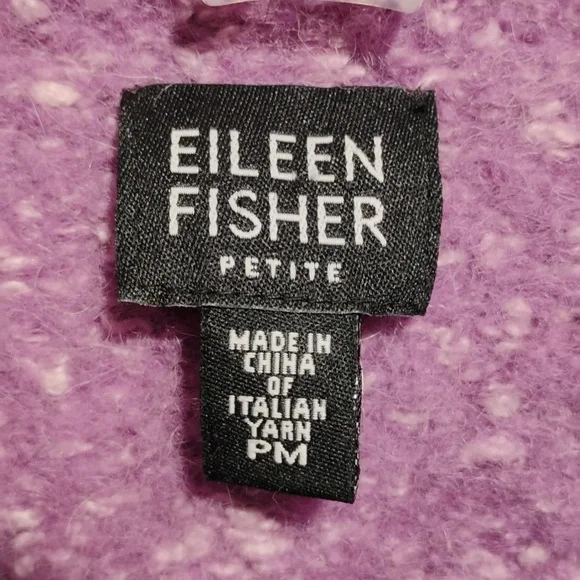 EILEEN
FISHER
PETITE
MADE IN
CHINA
OF
ITALIAN
YARN
PM